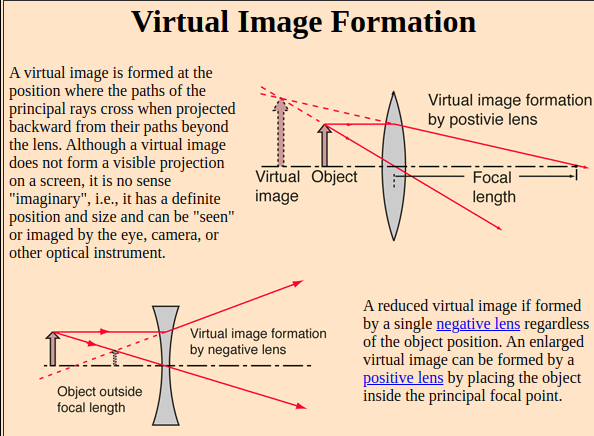 Virtual Image Formation
A virtual image is formed at the
position where the paths of the
principal rays cross when projected
backward from their paths beyond
the lens. Although a virtual image
does not form a visible projection
on a screen, it is no sense
"imaginary", i.e., it has a definite
position and size and can be "seen"
or imaged by the eye, camera, or
other optical instrument.
Virtual image formation
by postivie lens
Virtual
image
Object
Focal
length
Virtual image formation
by negative lens
Object outside
focal length
A reduced virtual image if formed
by a single negative lens regardless
of the object position. An enlarged
virtual image can be formed by a
positive lens by placing the object
inside the principal focal point.